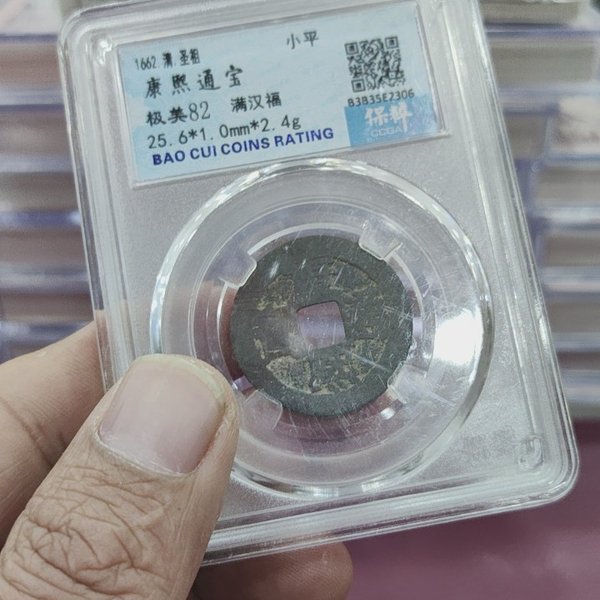 1662 清 圣祖
小平
康熙通宝
极美82 满汉福
25.6*1.0mm*2.4g
BAO CUI COINS RATING
B3B35E2306
保粹
CCGA